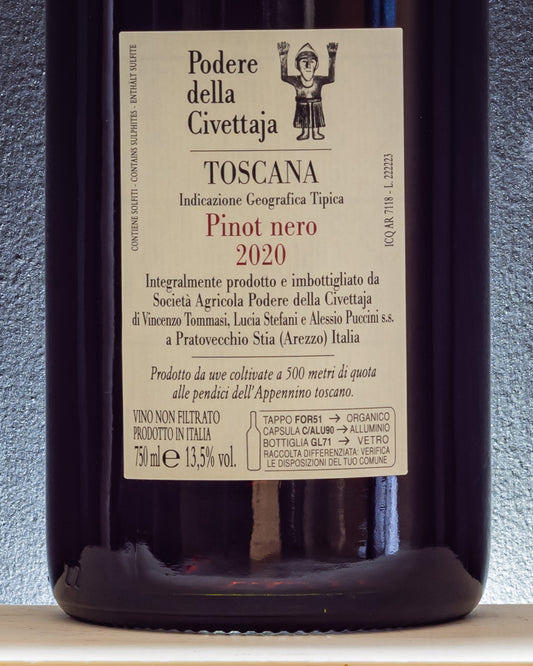 Podere
della
Civettaja
TOSCANA
Indicazione Geografica Tipica
Pinot nero
2020
Integralmente prodotto e imbottigliato da
Società Agricola Podere della Civettaja
di Vincenzo Tommasi, Lucia Stefani e Alessio Puccini s.s.
a Pratovecchio Stia (Arezzo) Italia
Prodotto da uve coltivate a 500 metri di quota
alle pendici dell'Appennino toscano.
VINO NON FILTRATO
PRODOTTO IN ITALIA
750 ml e 13,5% vol.
TAPPO FOR51 → ORGANICO
CAPSULA C/ALU90 → ALLUMINIO
BOTTIGLIA GL71 → VETRO
RACCOLTA DIFFERENZIATA: VERIFICA
LE DISPOSIZIONI DEL TUO COMUNE
CONTIENE SOLFITI - CONTAINS SULPHITES - ENTHÄLT SULFITE
ICQ AR 7118 - L. 222223